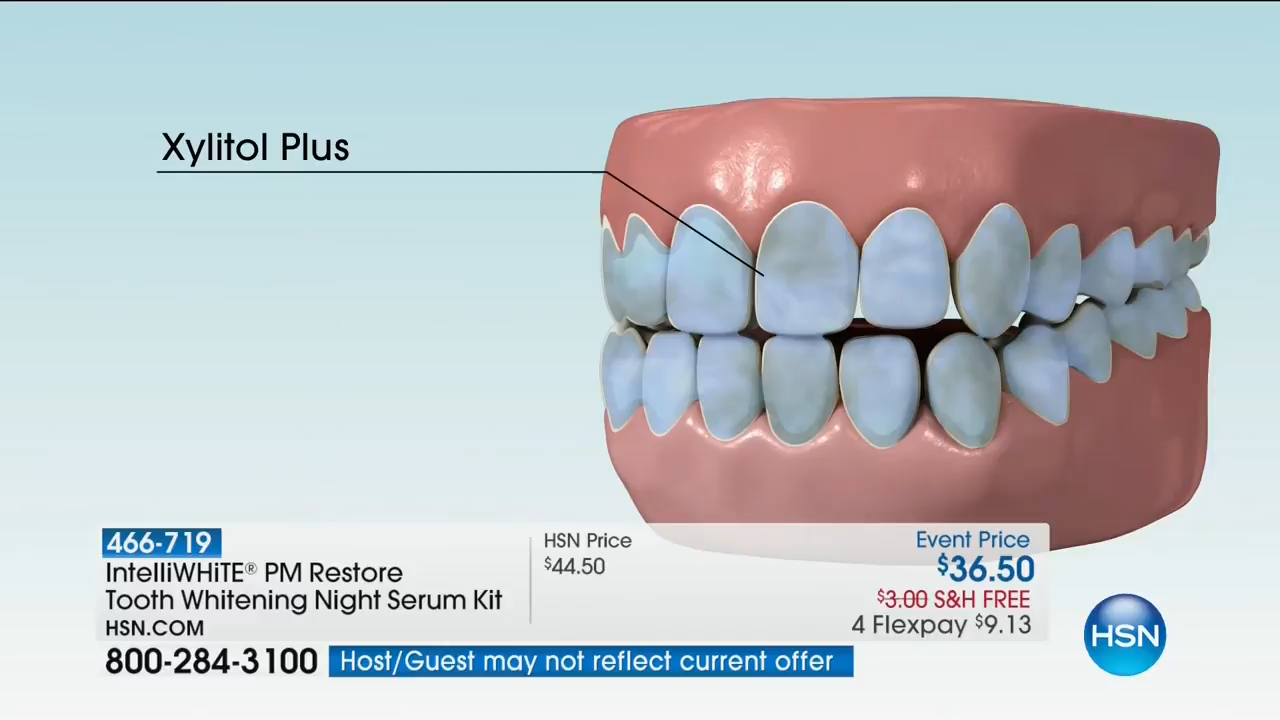 Xylitol Plus
466-719
IntelliWHiTE® PM Restore
Tooth Whitening Night Serum Kit
HSN.COM
HSN Price
$44.50
Event Price
$36.50
$3.00 S&H FREE
4 Flexpay $9.13
800-284-3100
Host/Guest may not reflect current offer
HSN